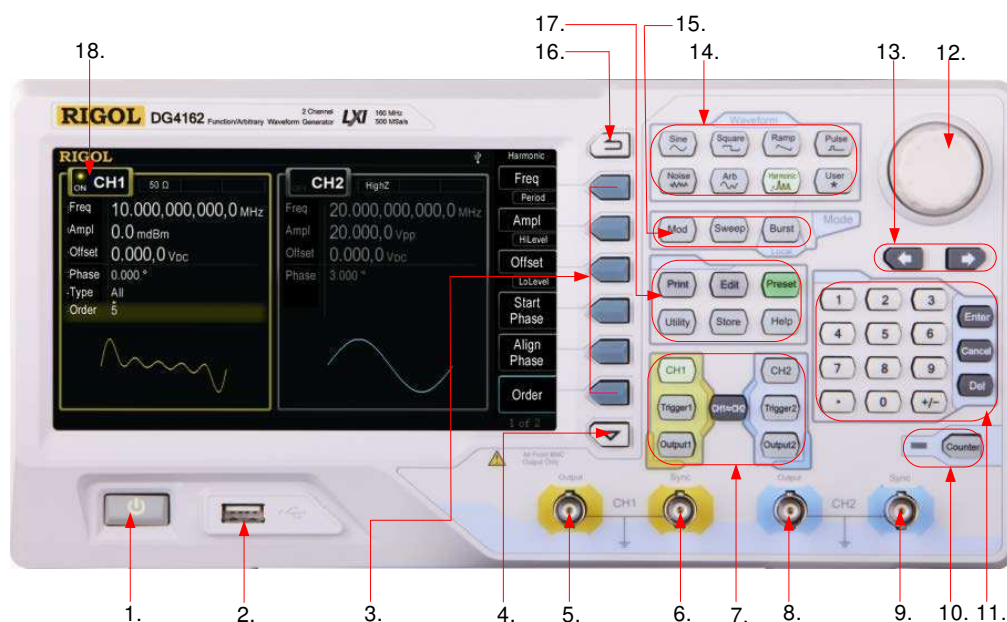 17.
15.
18.
16.
14.
13.
12.
RIGOL DG4162 Function/Arbitrary Waveform Generator
2 Channel
LXI
160 MHz
500 MSa/s
RIGOL
Harmonic
ON CH1
50 Ω
Freq 10.000,000,000,0 MHz
Ampl 0.0 mdBm
Offset 0.000,0 VDC
Phase 0.000 °
Type All
Order 5
CH2
HighZ
Freq 20.000,000,000,0 MHz
Ampl 20.000,0 Vpp
Offset 0.000,0 VDC
Phase 3.000 °
Freq
Period
Ampl
HiLevel
Offset
LoLevel
Start
Phase
Align
Phase
Order
1 of 2
Waveform
Sine
Square
Ramp
Pulse
Noise
Arb
Harmonic
User
Mod
Sweep
Burst
Mode
Local
Print
Edit
Preset
Utility
Store
Help
CH1
CH2
Trigger1
CH1⇋CH2
Trigger2
Output1
Output2
1 2 3
4 5 6
7 8 9
. 0 +/−
Enter
Cancel
Del
Counter
All Front BNC
Output Only
Output
CH1
Sync
Output
CH2
Sync
1.
2.
3.
4.
5.
6.
7.
8.
9.
10.
11.